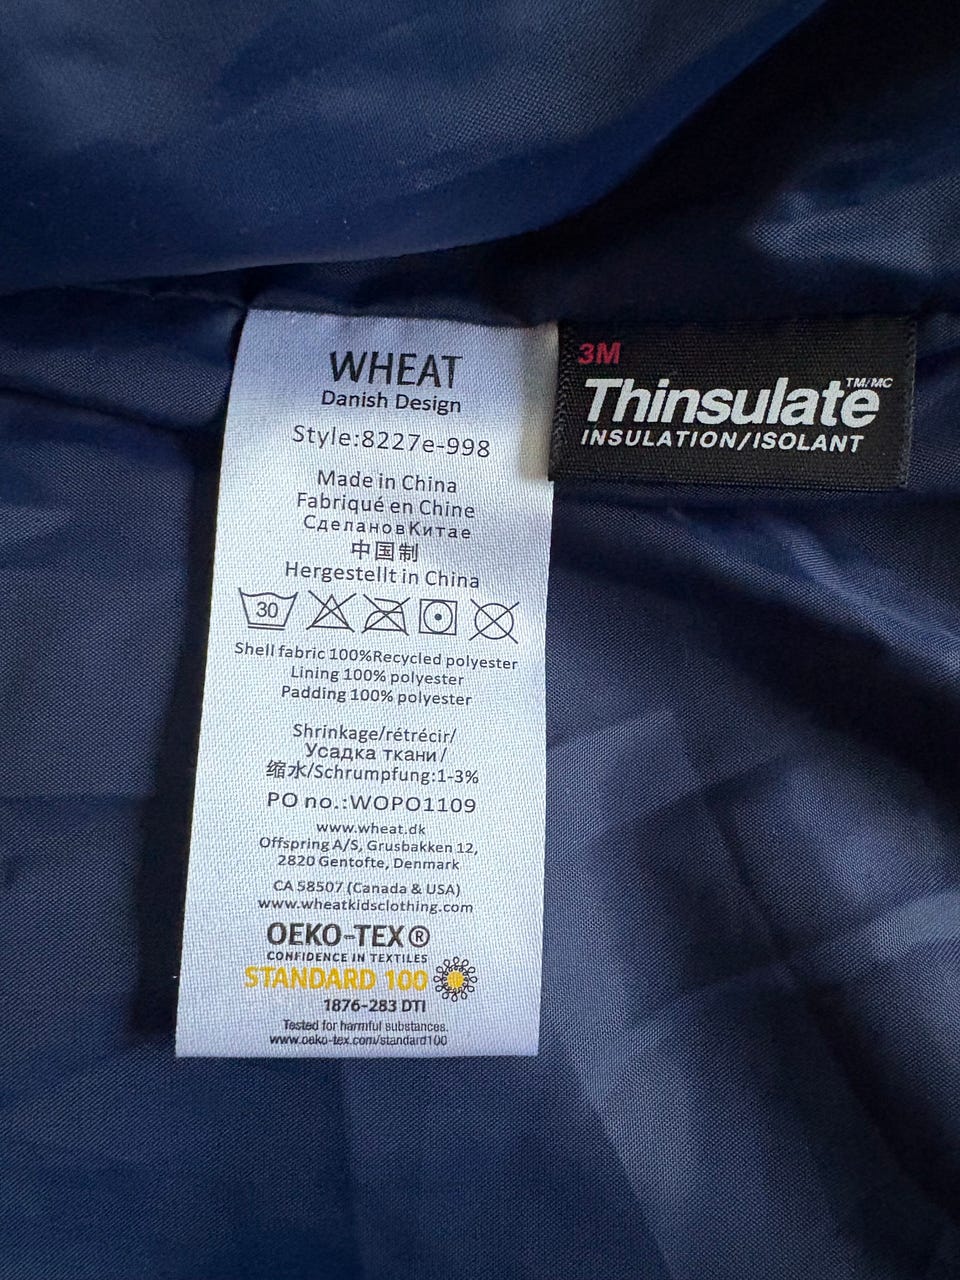 WHEAT
Danish Design
Style:8227e-998
Made in China
Fabriqué en Chine
СделановКитае
中国制
Hergestellt in China
30
Shell fabric 100%Recycled polyester
Lining 100% polyester
Padding 100% polyester
Shrinkage/rétrécir/
Усадка ткани/
缩水/Schrumpfung:1-3%
PO no.:WOPO1109
www.wheat.dk
Offspring A/S, Grusbakken 12,
2820 Gentofte, Denmark
CA 58507 (Canada & USA)
www.wheatkidsclothing.com
OEKO-TEX®
CONFIDENCE IN TEXTILES
STANDARD 100
1876-283 DTI
Tested for harmful substances.
www.oeko-tex.com/standard100
3M
Thinsulate™/MC
INSULATION/ISOLANT